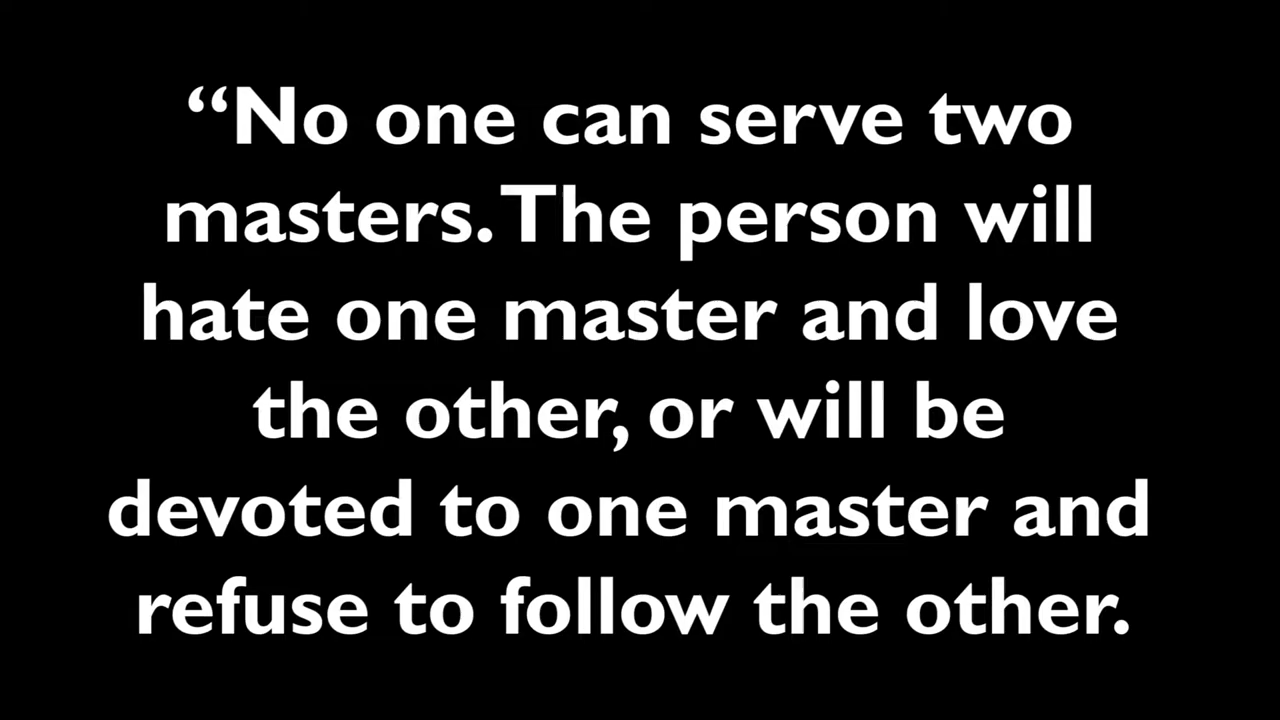 “No one can serve two
masters. The person will
hate one master and love
the other, or will be
devoted to one master and
refuse to follow the other.